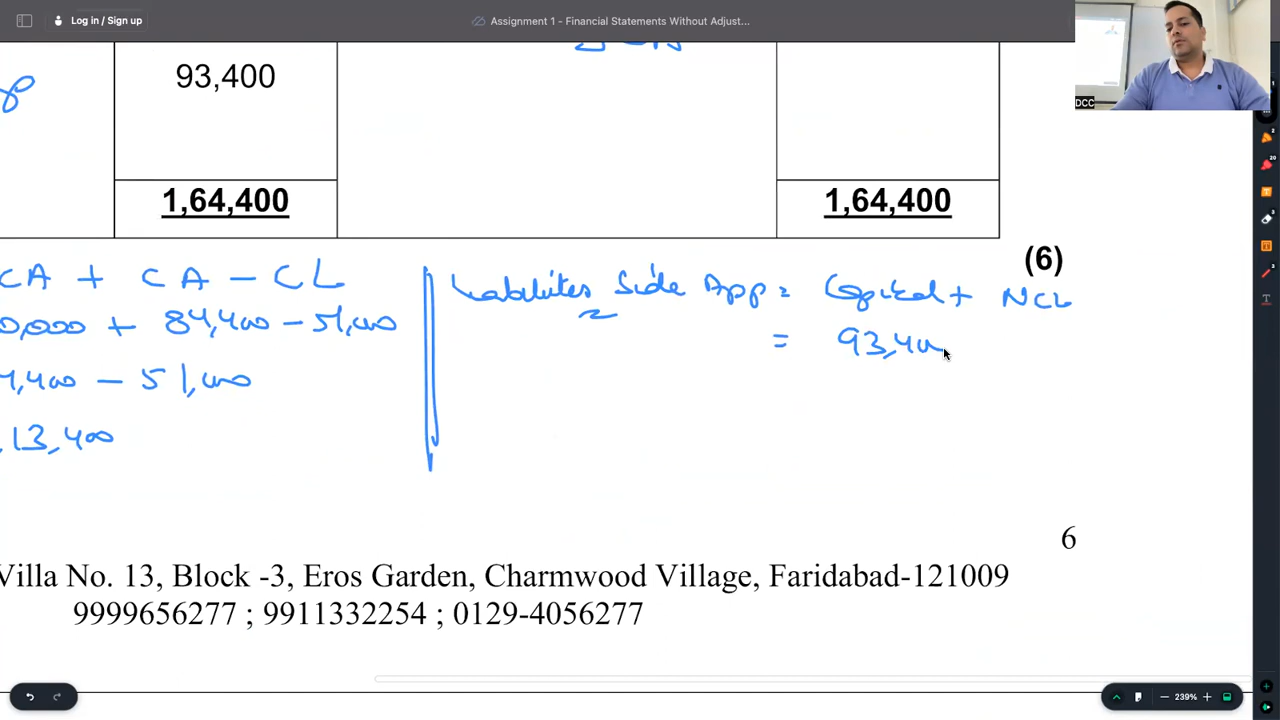 Log in / Sign up
Assignment 1 - Financial Statements Without Adjust...
DCC
93,400
1,64,400
1,64,400
(6)
CA + CA - CL
0,000 + 84,400 - 51,000
4,400 - 51,000
,13,400
Liabilities Side App = Capital + NCL
= 93,400
6
Villa No. 13, Block -3, Eros Garden, Charmwood Village, Faridabad-121009
9999656277 ; 9911332254 ; 0129-4056277
239%